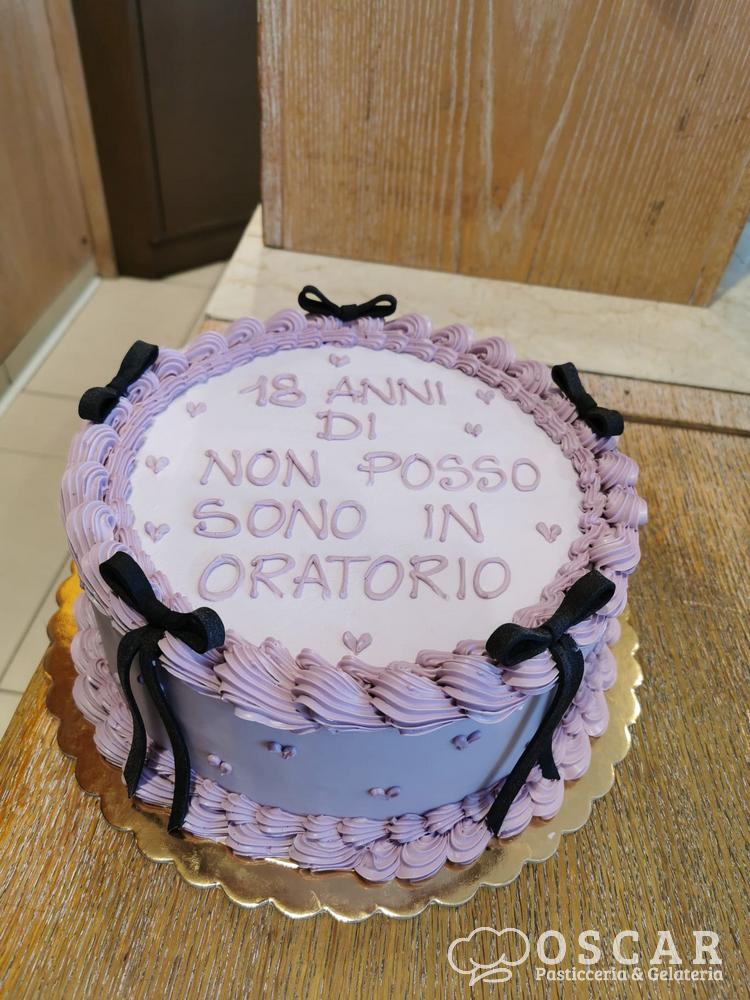 18 ANNI
DI
NON POSSO
SONO IN
ORATORIO
OSCAR
Pasticceria & Gelateria